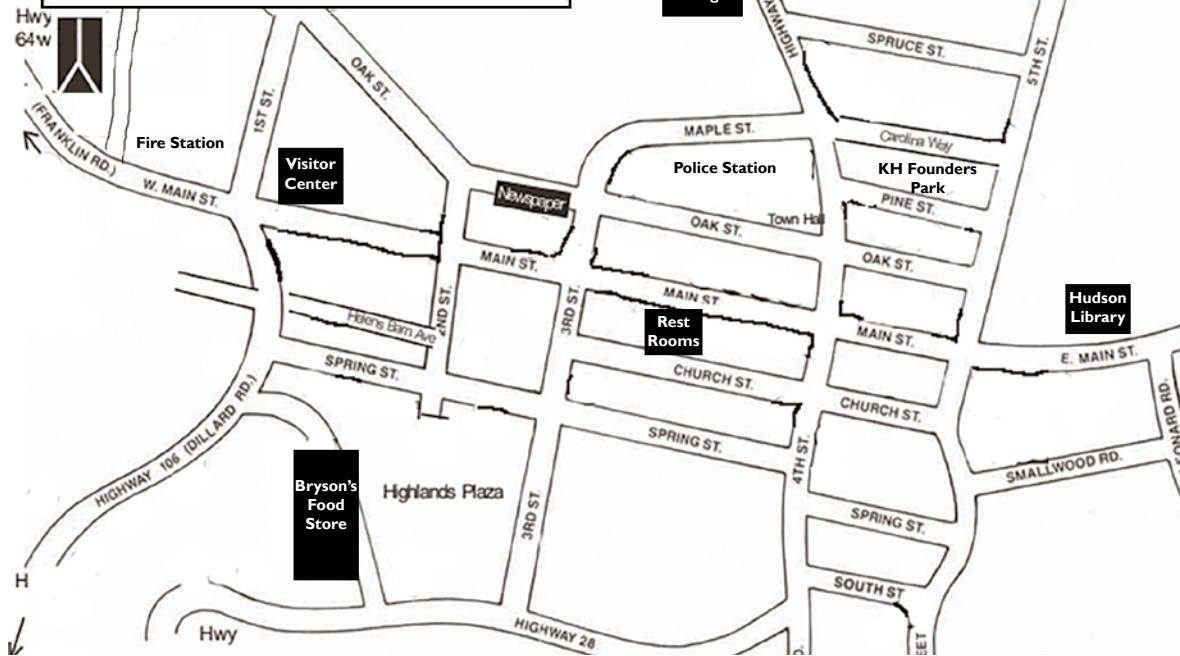 Hwy
64w
HIGHWAY
SPRUCE ST.
5TH ST.
OAK ST.
1ST ST.
(FRANKLIN RD.)
Fire Station
W. MAIN ST.
Visitor
Center
Newspaper
MAPLE ST.
Police Station
Carolina Way
KH Founders
Park
PINE ST.
OAK ST.
Town Hall
OAK ST.
MAIN ST.
MAIN ST.
MAIN ST.
Hudson
Library
E. MAIN ST.
2ND ST.
3RD ST.
Rest
Rooms
Helens Barn Ave
SPRING ST.
CHURCH ST.
CHURCH ST.
SPRING ST.
4TH ST.
SMALLWOOD RD.
LEONARD RD.
HIGHWAY 106 (DILLARD RD.)
Bryson's
Food
Store
Highlands Plaza
3RD ST.
SPRING ST.
SOUTH ST
H
Hwy
HIGHWAY 28